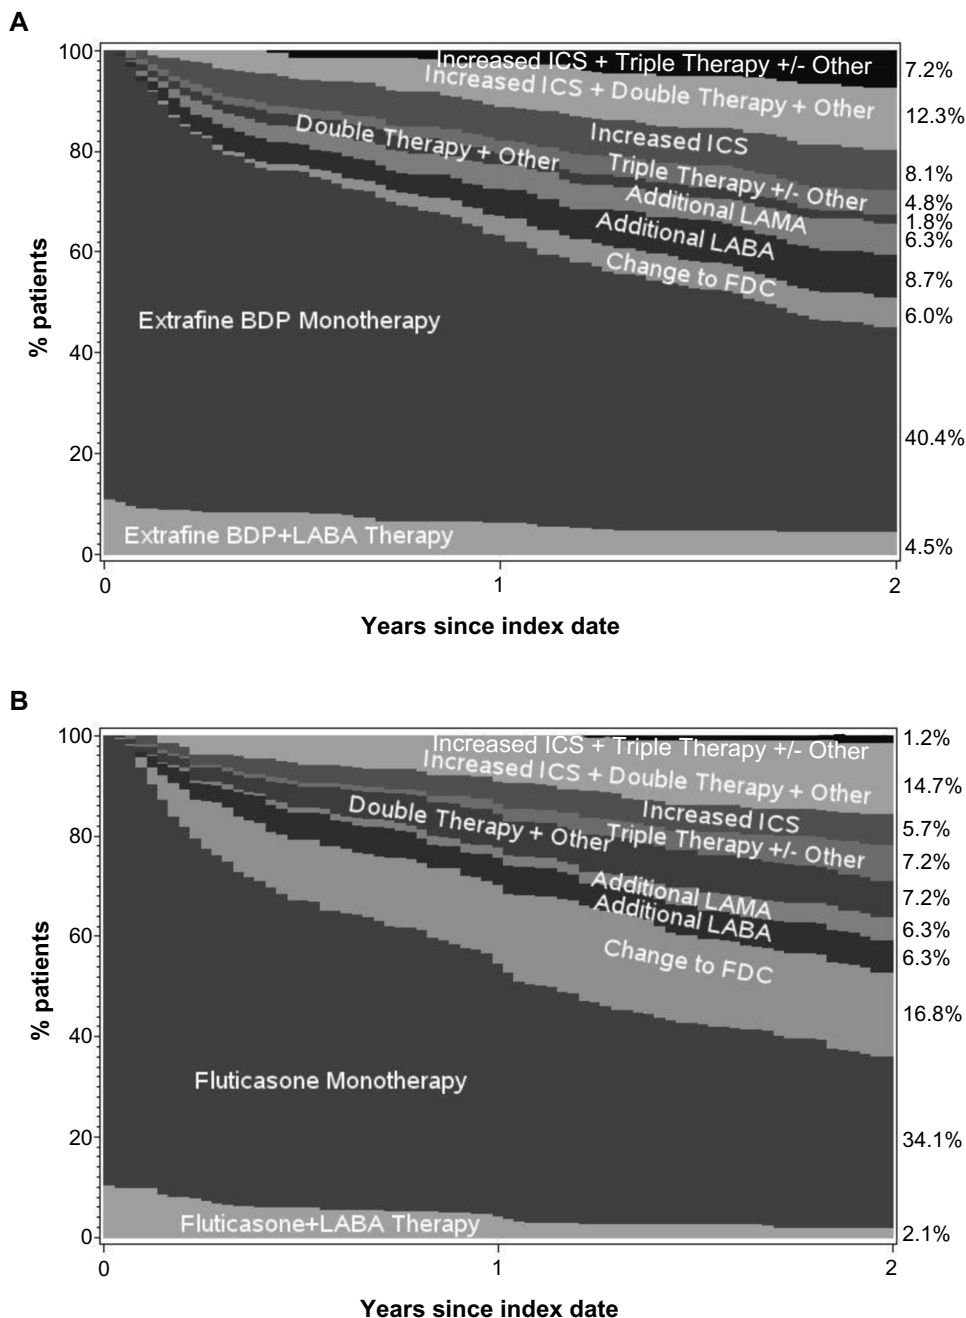 A
100
80
60
40
20
0
% patients
Increased ICS + Triple Therapy +/- Other
Increased ICS + Double Therapy + Other
Increased ICS
Double Therapy + Other
Triple Therapy +/- Other
Additional LAMA
Additional LABA
Change to FDC
Extrafine BDP Monotherapy
Extrafine BDP+LABA Therapy
7.2%
12.3%
8.1%
4.8%
1.8%
6.3%
8.7%
6.0%
40.4%
4.5%
0 1 2
Years since index date
B
100
80
60
40
20
0
% patients
Increased ICS + Triple Therapy +/- Other
Increased ICS + Double Therapy + Other
Increased ICS
Double Therapy + Other
Triple Therapy +/- Other
Additional LAMA
Additional LABA
Change to FDC
Fluticasone Monotherapy
Fluticasone+LABA Therapy
1.2%
14.7%
5.7%
7.2%
7.2%
6.3%
6.3%
16.8%
34.1%
2.1%
0 1 2
Years since index date